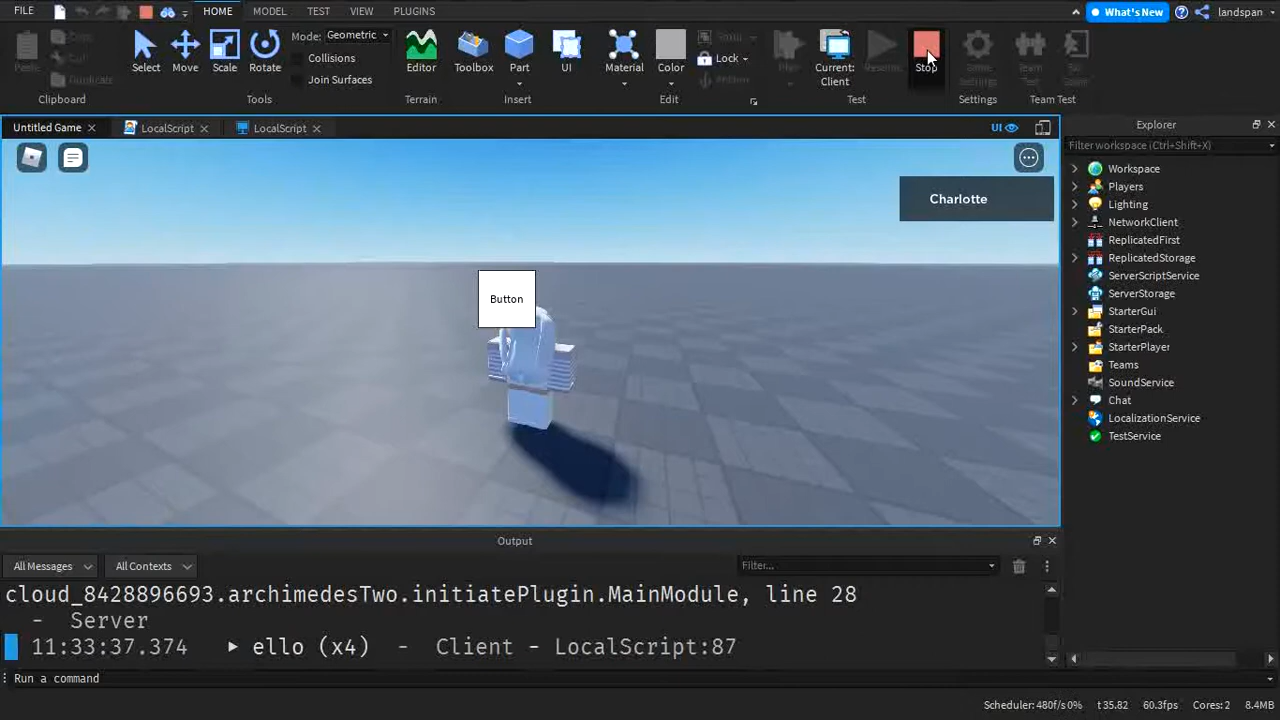 FILE HOME MODEL TEST VIEW PLUGINS What's New landspan
Select Move Scale Rotate Mode: Geometric Collisions Join Surfaces Editor Toolbox Part UI Material Color Lock Current: Client Stop
Clipboard Tools Terrain Insert Edit Test Settings Team Test
Untitled Game LocalScript LocalScript UI
Charlotte
Button
Explorer
Filter workspace (Ctrl+Shift+X)
Workspace
Players
Lighting
NetworkClient
ReplicatedFirst
ReplicatedStorage
ServerScriptService
ServerStorage
StarterGui
StarterPack
StarterPlayer
Teams
SoundService
Chat
LocalizationService
TestService
Output
All Messages All Contexts Filter...
cloud_8428896693.archimedesTwo.initiatePlugin.MainModule, line 28
- Server
11:33:37.374 ▶ ello (x4) - Client - LocalScript:87
Run a command
Scheduler: 480f/s 0% t35.82 60.3fps Cores: 2 8.4MB